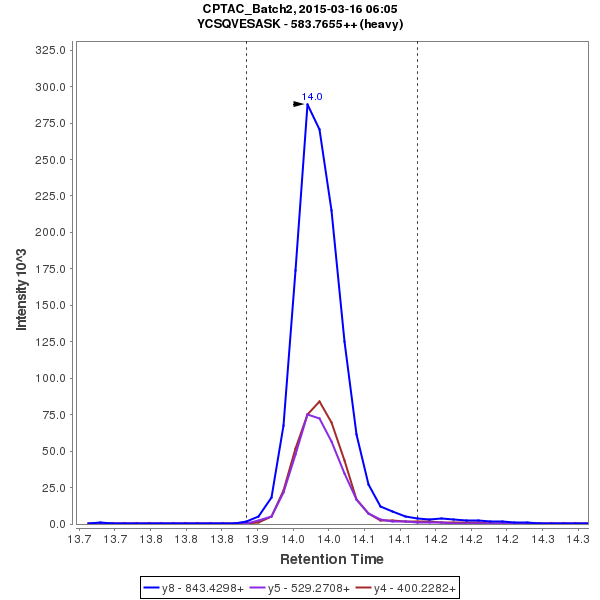 CPTAC_Batch2, 2015-03-16 06:05
YCSQVESASK - 583.7655++ (heavy)
14.0
325.0
300.0
275.0
250.0
225.0
200.0
175.0
150.0
125.0
100.0
75.0
50.0
25.0
0.0
Intensity 10^3
13.7 13.7 13.8 13.8 13.8 13.9 14.0 14.0 14.1 14.1 14.2 14.2 14.2 14.3 14.3
Retention Time
y8 - 843.4298+ y5 - 529.2708+ y4 - 400.2282+